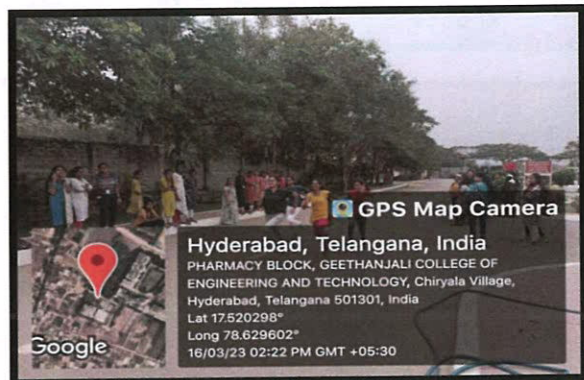 GPS Map Camera
Hyderabad, Telangana, India
PHARMACY BLOCK, GEETHANJALI COLLEGE OF
ENGINEERING AND TECHNOLOGY, Chiryala Village,
Hyderabad, Telangana 501301, India
Lat 17.520298°
Long 78.629602°
16/03/23 02:22 PM GMT +05:30
Google